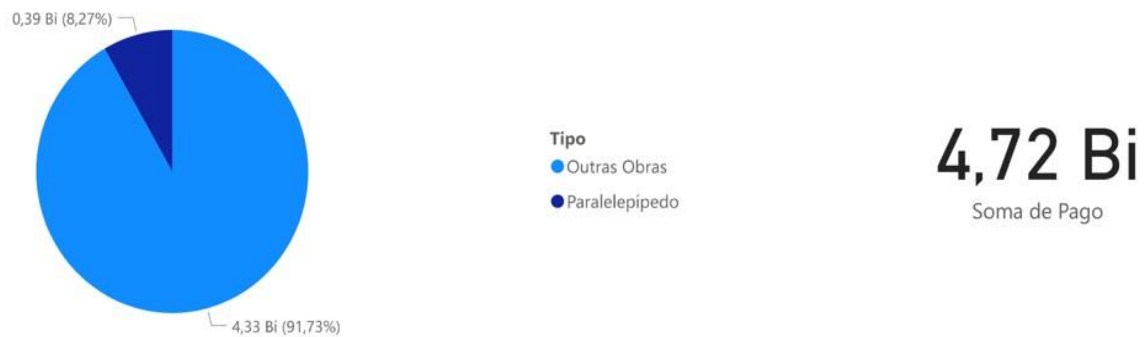 0,39 Bi (8,27%)
4,33 Bi (91,73%)
Tipo
Outras Obras
Paralelepípedo
4,72 Bi
Soma de Pago